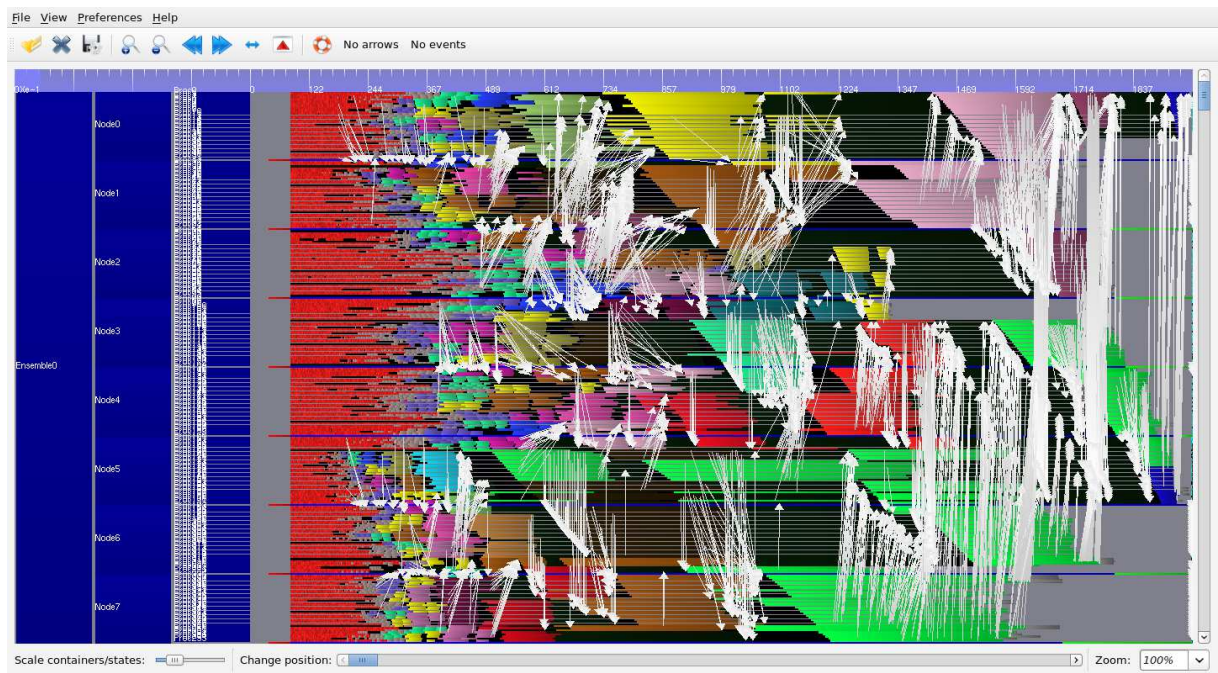 File View Preferences Help
No arrows No events
0 122 244 367 489 612 734 857 979 1102 1224 1347 1469 1592 1714 1837
Node0
Node1
Node2
Node3
Ensemble0
Node4
Node5
Node6
Node7
Scale containers/states: Change position: Zoom: 100%